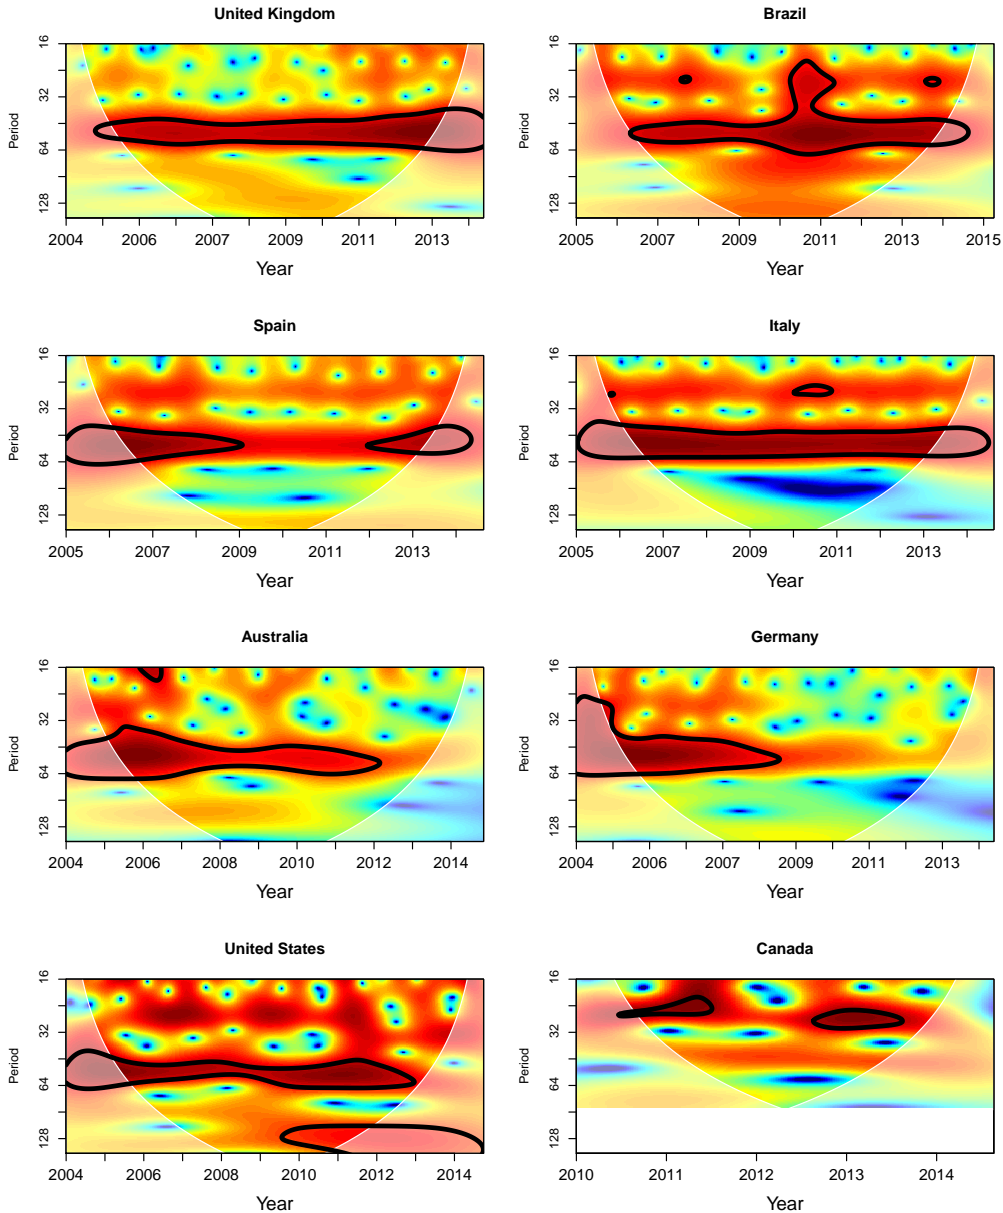 United Kingdom
Period
16
32
64
128
2004 2006 2007 2009 2011 2013
Year
Brazil
Period
16
32
64
128
2005 2007 2009 2011 2013 2015
Year
Spain
Period
16
32
64
128
2005 2007 2009 2011 2013
Year
Italy
Period
16
32
64
128
2005 2007 2009 2010 2011 2013
Year
Australia
Period
16
32
64
128
2004 2006 2008 2010 2012 2014
Year
Germany
Period
16
32
64
128
2004 2006 2007 2009 2011 2013
Year
United States
Period
16
32
64
128
2004 2006 2008 2010 2012 2014
Year
Canada
Period
16
32
64
128
2010 2011 2012 2013 2014
Year